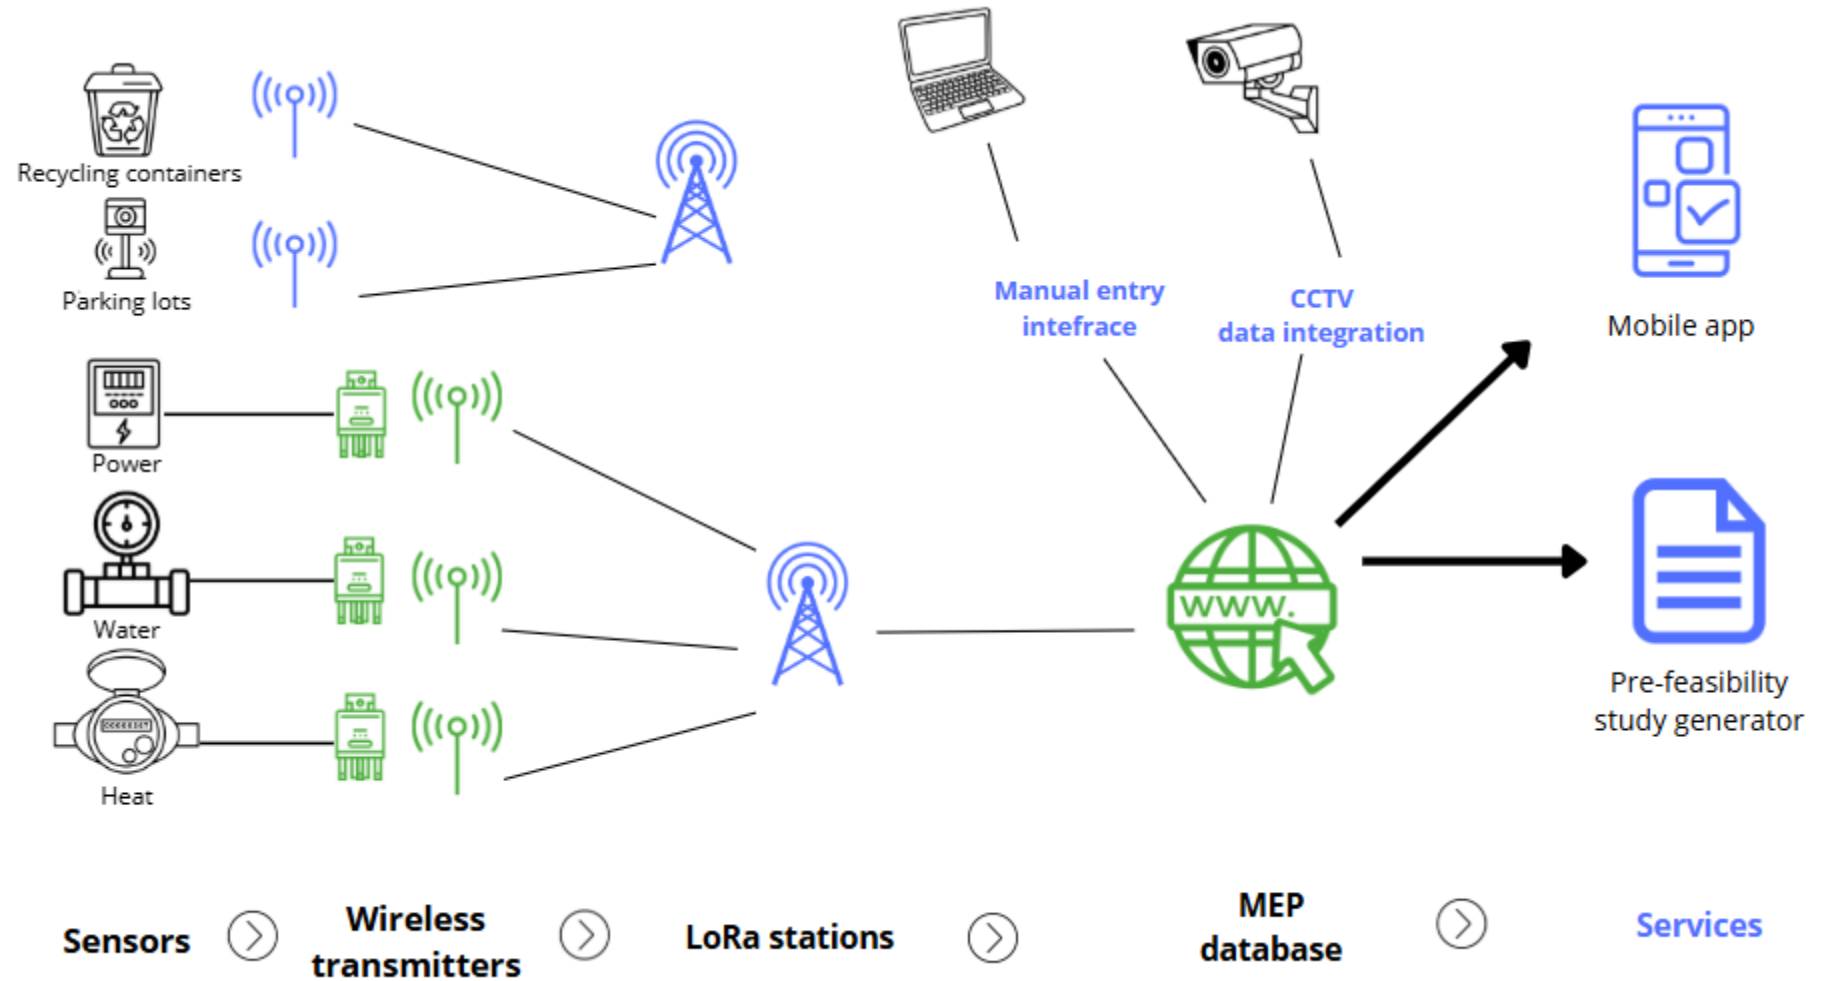 Recycling containers
Parking lots
Power
Water
Heat
Manual entry
intefrace
CCTV
data integration
www.
Mobile app
Pre-feasibility
study generator
Sensors
Wireless
transmitters
LoRa stations
MEP
database
Services